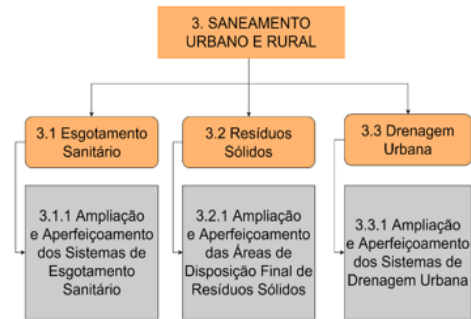 3. SANEAMENTO
URBANO E RURAL
3.1 Esgotamento
Sanitário
3.2 Resíduos
Sólidos
3.3 Drenagem
Urbana
3.1.1 Ampliação
e Aperfeiçoamento
dos Sistemas de
Esgotamento
Sanitário
3.2.1 Ampliação
e Aperfeiçoamento
das Áreas de
Disposição Final de
Resíduos Sólidos
3.3.1 Ampliação
e Aperfeiçoamento
dos Sistemas de
Drenagem Urbana